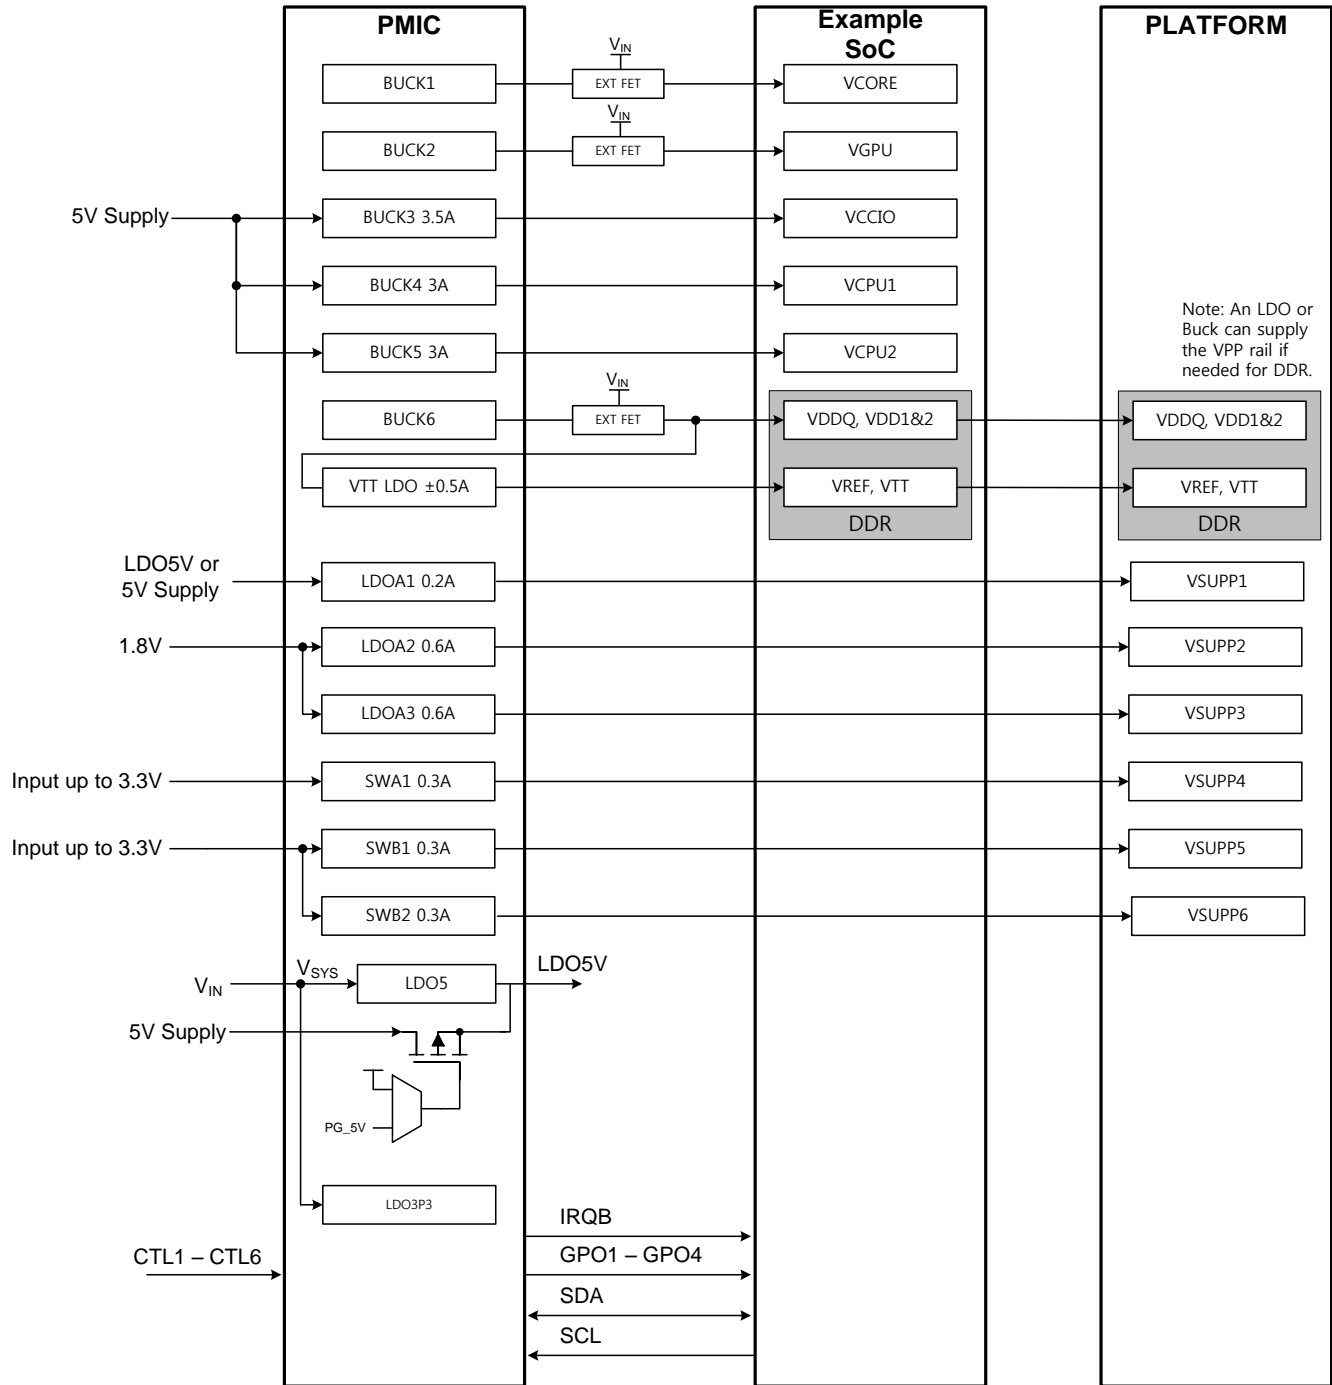 PMIC
Example
SoC
PLATFORM
VIN
BUCK1
EXT FET
VCORE
VIN
BUCK2
EXT FET
VGPU
5V Supply
BUCK3 3.5A
VCCIO
BUCK4 3A
VCPU1
Note: An LDO or
Buck can supply
the VPP rail if
needed for DDR.
BUCK5 3A
VCPU2
VIN
BUCK6
EXT FET
VDDQ, VDD1&2
VDDQ, VDD1&2
VTT LDO ±0.5A
VREF, VTT
VREF, VTT
DDR
DDR
LDO5V or
5V Supply
LDOA1 0.2A
VSUPP1
1.8V
LDOA2 0.6A
VSUPP2
LDOA3 0.6A
VSUPP3
Input up to 3.3V
SWA1 0.3A
VSUPP4
Input up to 3.3V
SWB1 0.3A
VSUPP5
SWB2 0.3A
VSUPP6
VIN
VSYS
LDO5
LDO5V
5V Supply
PG_5V
LDO3P3
IRQB
CTL1 – CTL6
GPO1 – GPO4
SDA
SCL